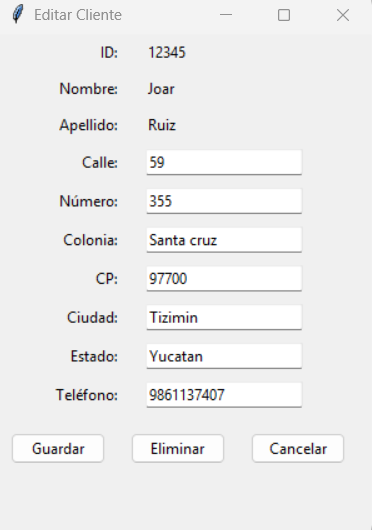 Editar Cliente
ID: 12345
Nombre: Joar
Apellido: Ruiz
Calle: 59
Número: 355
Colonia: Santa cruz
CP: 97700
Ciudad: Tizimin
Estado: Yucatan
Teléfono: 9861137407
Guardar Eliminar Cancelar